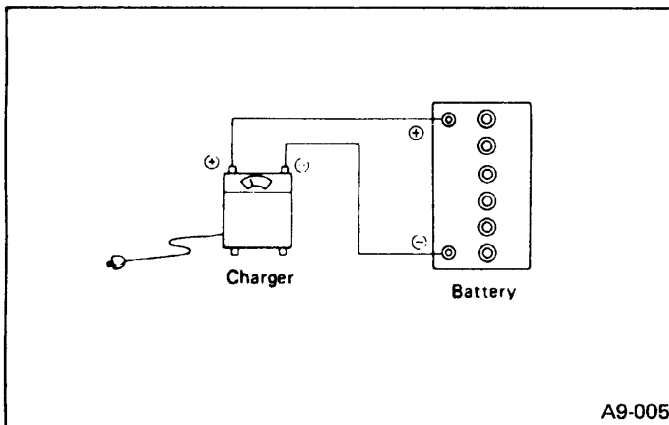 ⊕
⊕ ⊖
⊖
Charger
Battery
A9-005